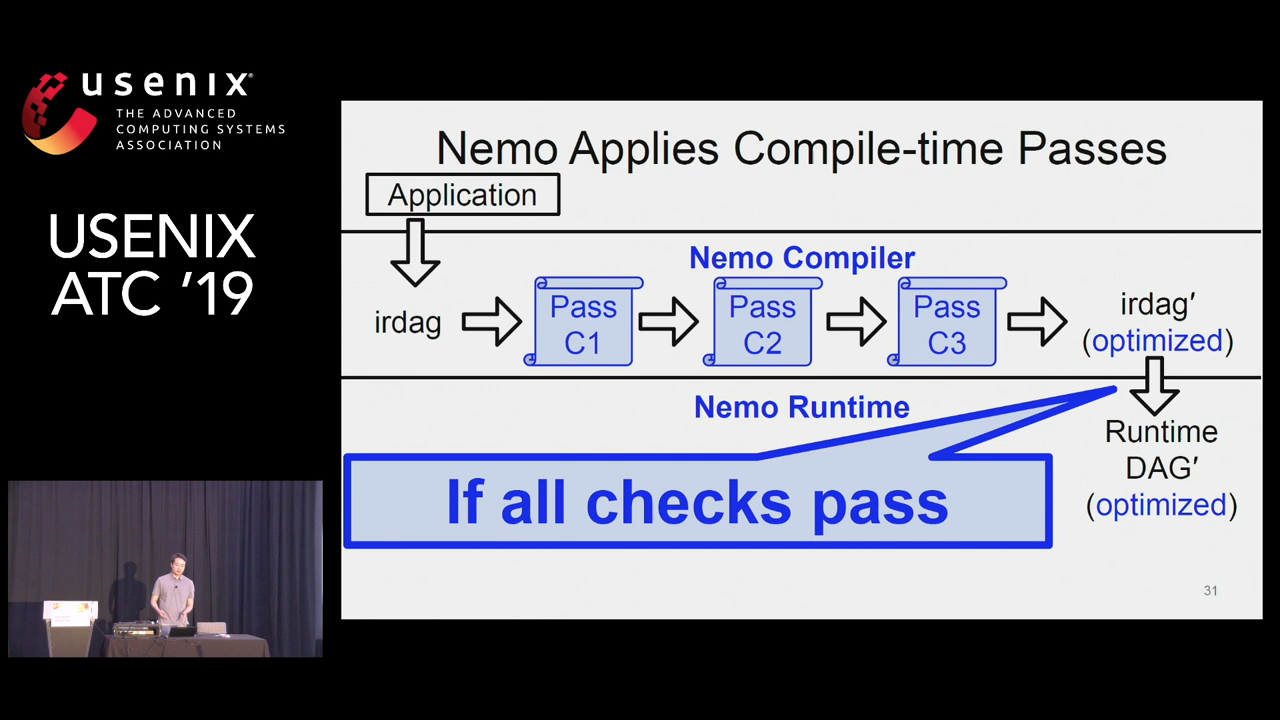 usenix
THE ADVANCED
COMPUTING SYSTEMS
ASSOCIATION
USENIX
ATC ’19
Nemo Applies Compile-time Passes
Application
Nemo Compiler
irdag
Pass
C1
Pass
C2
Pass
C3
irdag′
(optimized)
Nemo Runtime
Runtime
DAG′
(optimized)
If all checks pass
31